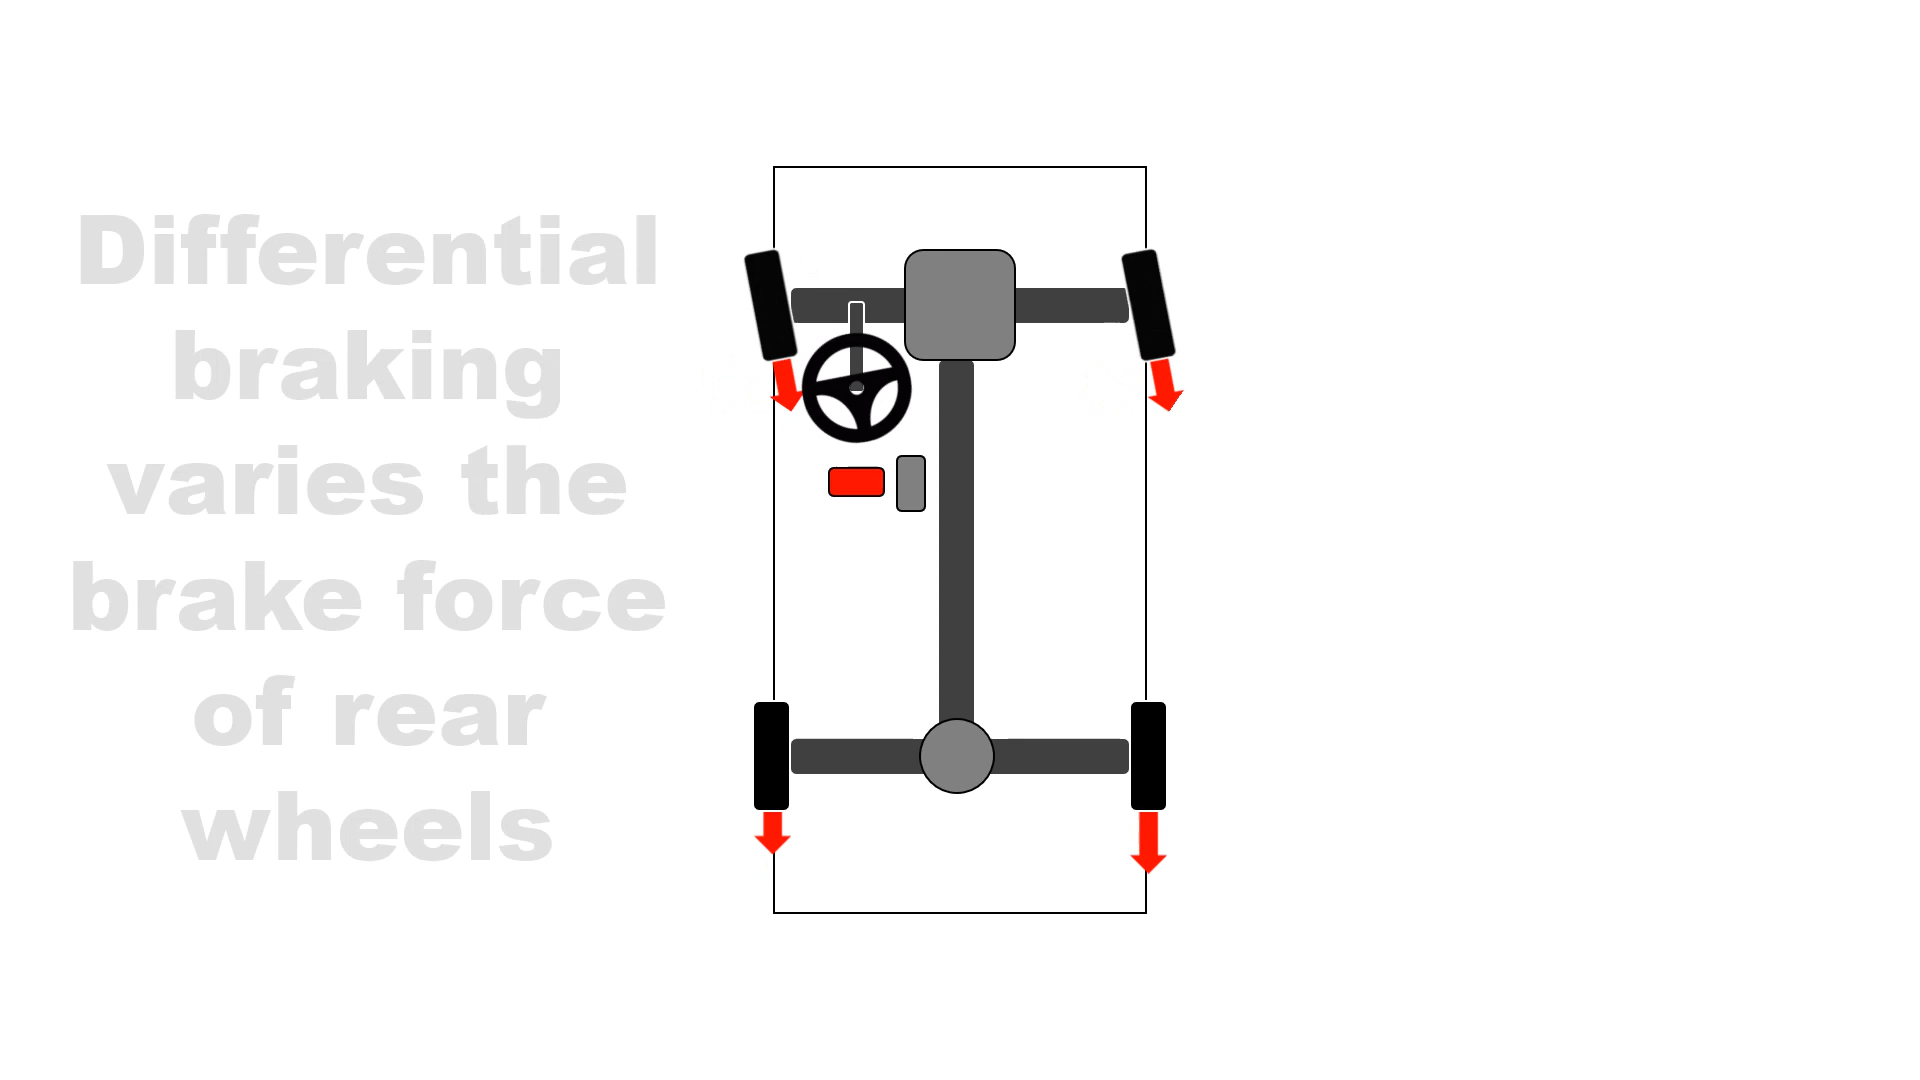 Differential
braking
varies the
brake force
of rear
wheels